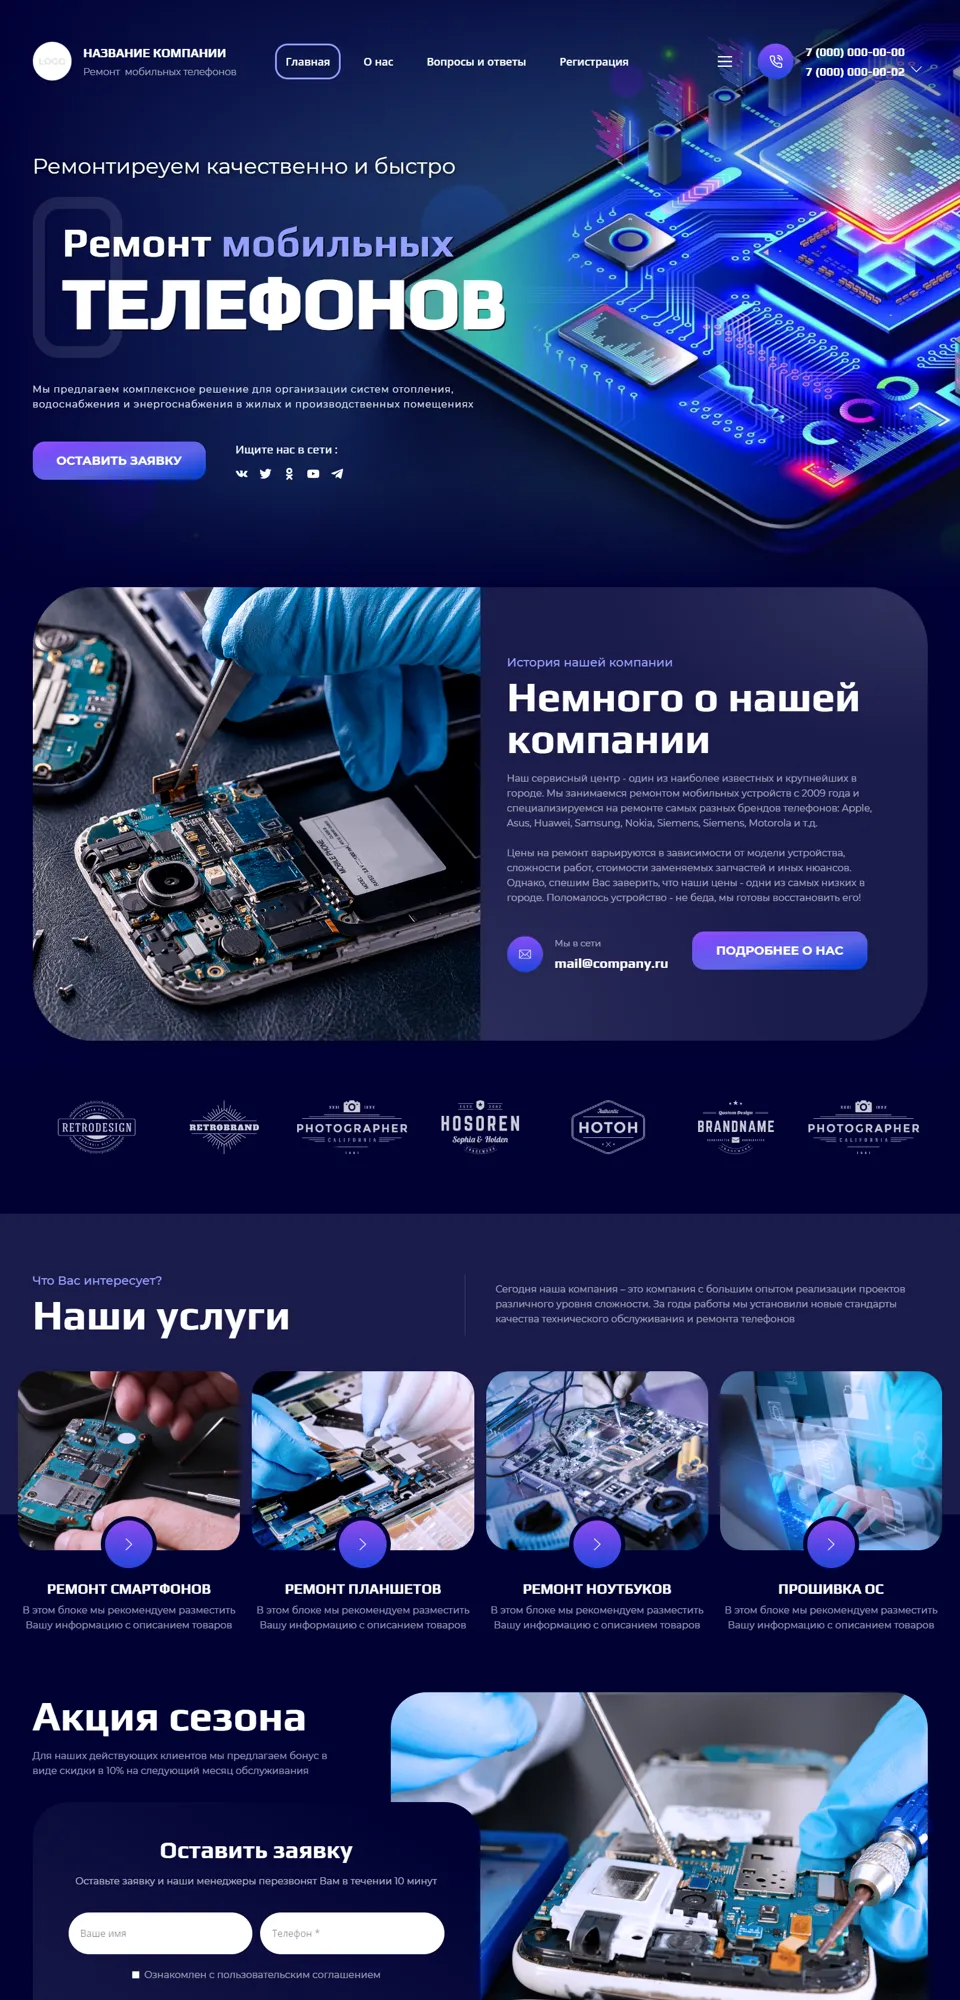 LOGO
НАЗВАНИЕ КОМПАНИИ
Ремонт мобильных телефонов
Главная
О нас
Вопросы и ответы
Регистрация
7 (000) 000-00-00
7 (000) 000-00-02
Ремонтиреуем качественно и быстро
Ремонт мобильных
ТЕЛЕФОНОВ
Мы предлагаем комплексное решение для организации систем отопления,
водоснабжения и энергоснабжения в жилых и производственных помещениях
ОСТАВИТЬ ЗАЯВКУ
Ищите нас в сети :
История нашей компании
Немного о нашей
компании
Наш сервисный центр - один из наиболее известных и крупнейших в
городе. Мы занимаемся ремонтом мобильных устройств с 2009 года и
специализируемся на ремонте самых разных брендов телефонов: Apple,
Asus, Huawei, Samsung, Nokia, Siemens, Siemens, Motorola и т.д.
Цены на ремонт варьируются в зависимости от модели устройства,
сложности работ, стоимости заменяемых запчастей и иных нюансов.
Однако, спешим Вас заверить, что наши цены - одни из самых низких в
городе. Поломалось устройство - не беда, мы готовы восстановить его!
Мы в сети
mail@company.ru
ПОДРОБНЕЕ О НАС
MOBILE PHONE
RETRODESIGN
RETROBRAND
PHOTOGRAPHER
CALIFORNIA
HOSOREN
Sophia & Holden
TRADEMARK
Authentic
HOTOH
Custom Design
BRANDNAME
PHOTOGRAPHER
CALIFORNIA
Что Вас интересует?
Наши услуги
Сегодня наша компания – это компания с большим опытом реализации проектов
различного уровня сложности. За годы работы мы установили новые стандарты
качества технического обслуживания и ремонта телефонов
РЕМОНТ СМАРТФОНОВ
В этом блоке мы рекомендуем разместить
Вашу информацию с описанием товаров
РЕМОНТ ПЛАНШЕТОВ
В этом блоке мы рекомендуем разместить
Вашу информацию с описанием товаров
РЕМОНТ НОУТБУКОВ
В этом блоке мы рекомендуем разместить
Вашу информацию с описанием товаров
ПРОШИВКА ОС
В этом блоке мы рекомендуем разместить
Вашу информацию с описанием товаров
Акция сезона
Для наших действующих клиентов мы предлагаем бонус в
виде скидки в 10% на следующий месяц обслуживания
Оставить заявку
Оставьте заявку и наши менеджеры перезвонят Вам в течении 10 минут
Ваше имя
Телефон *
Ознакомлен с пользовательским соглашением